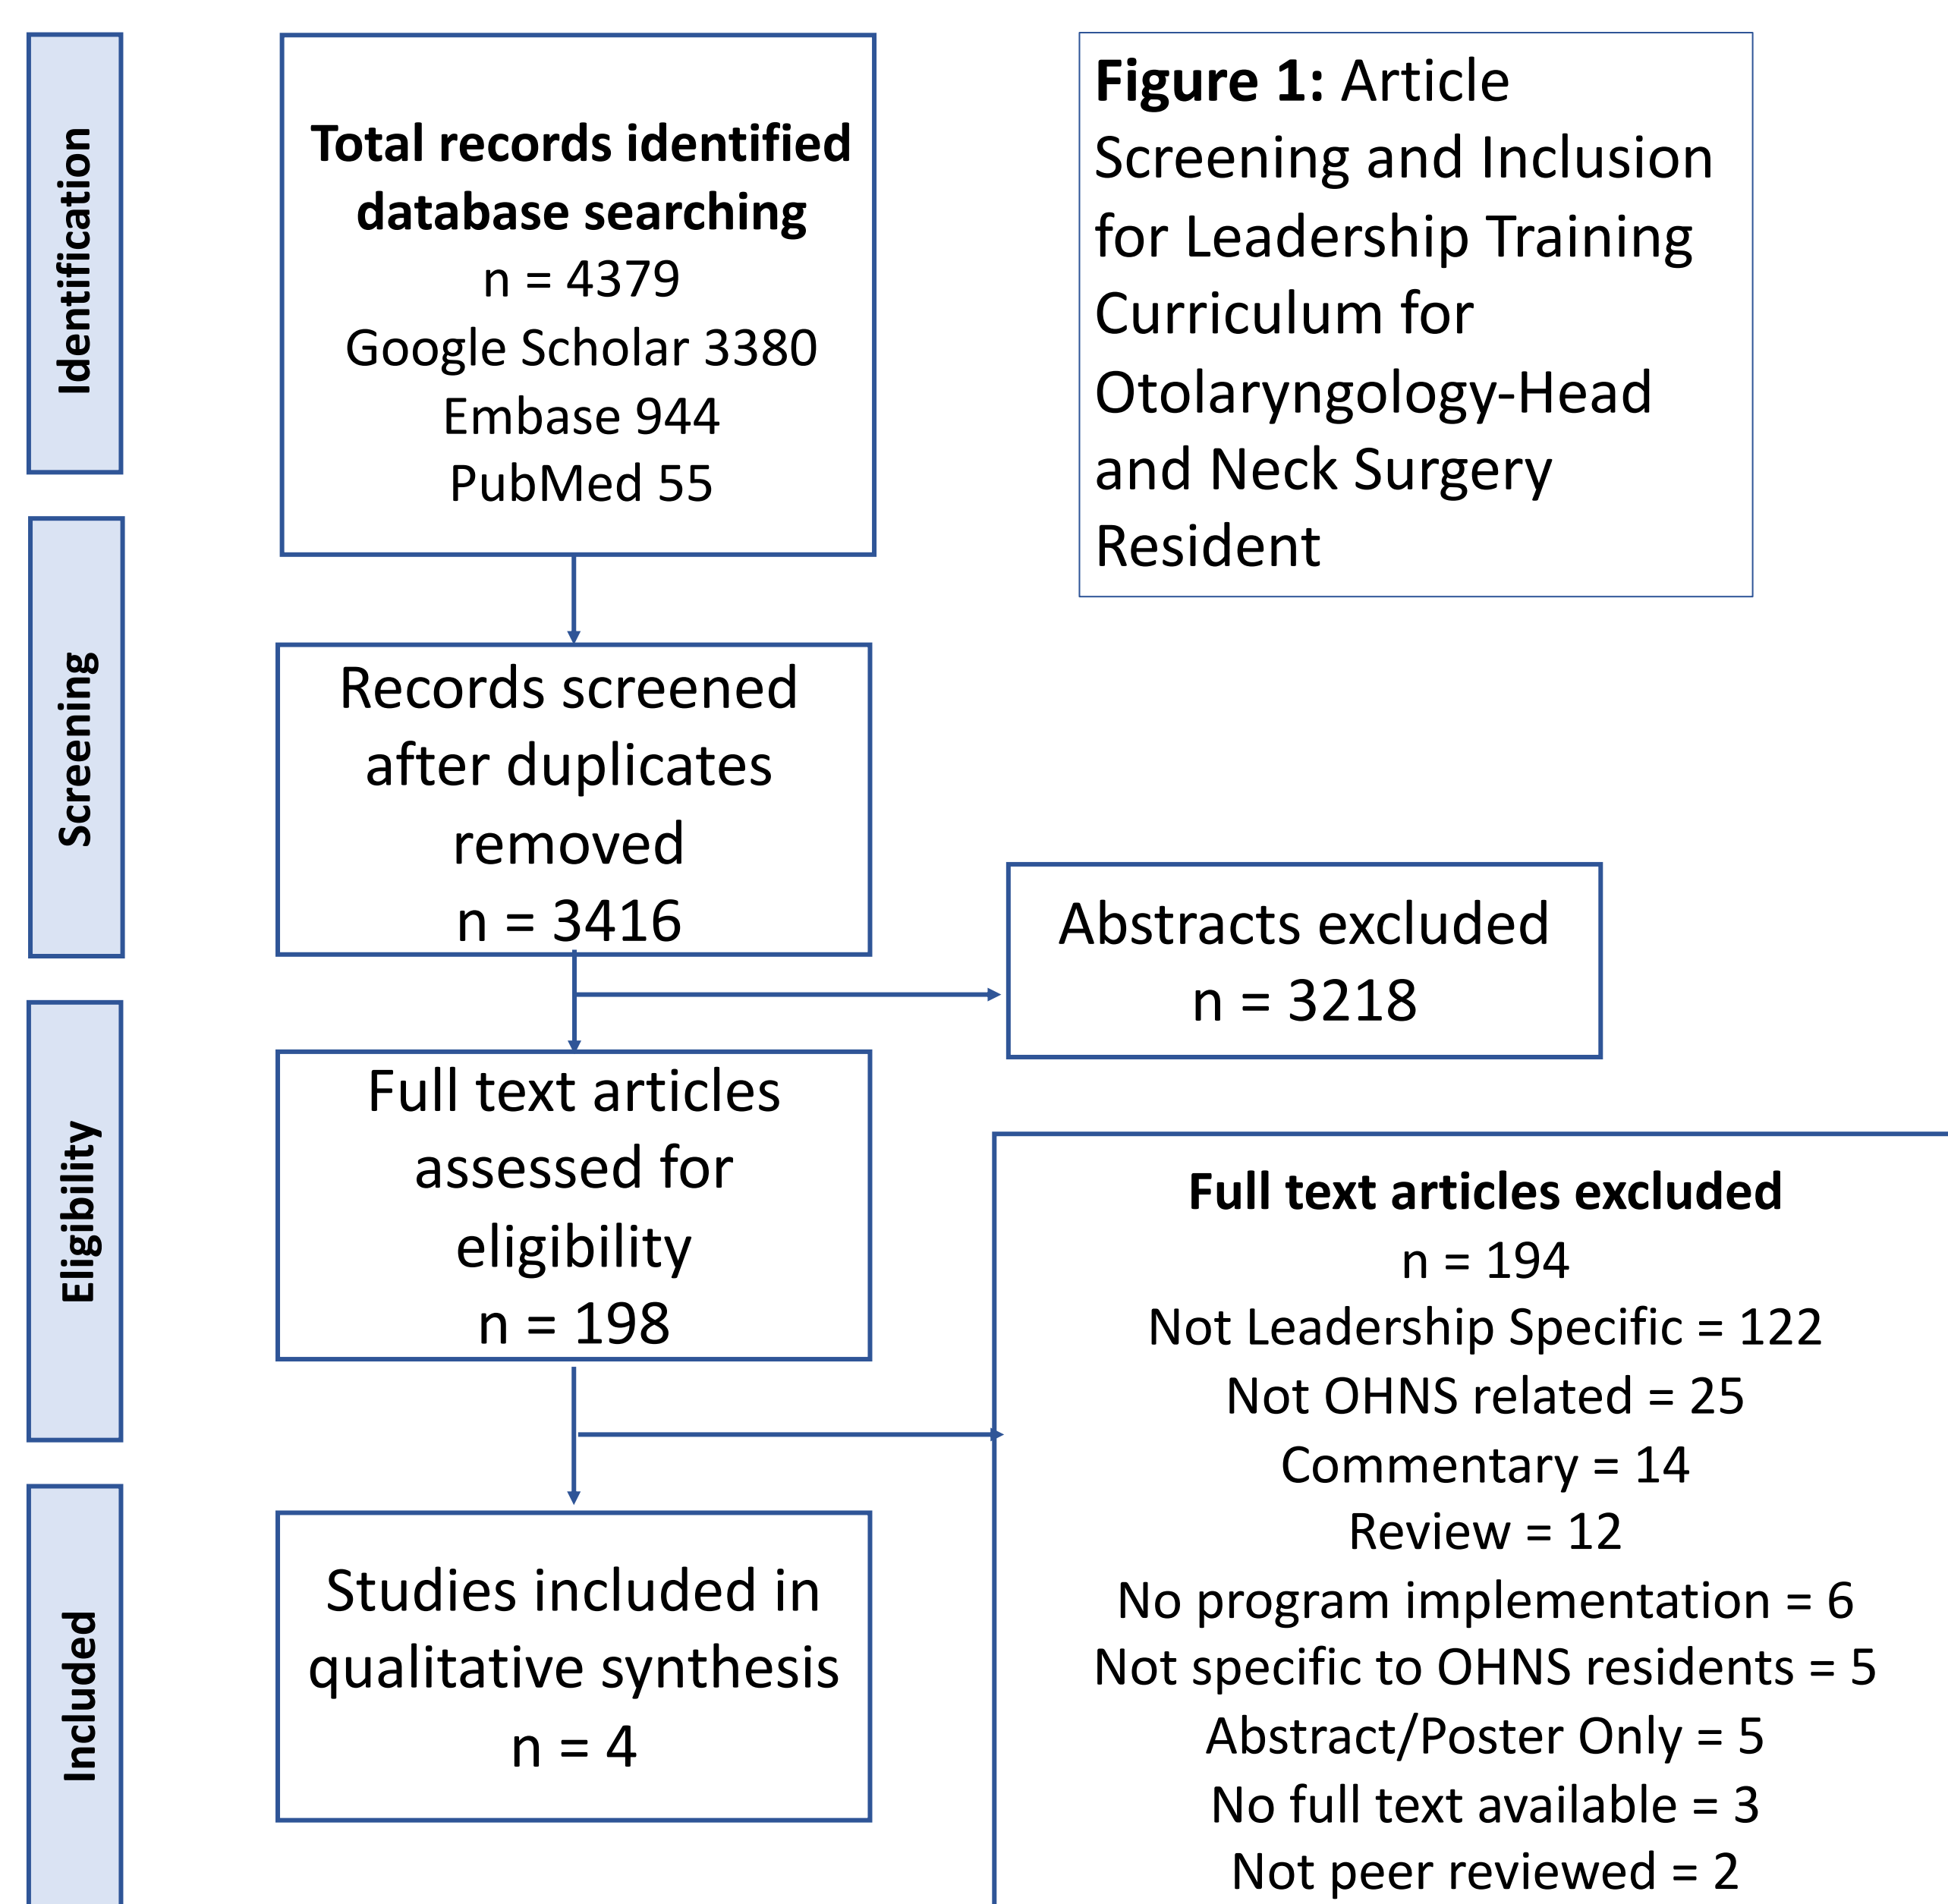 Identification
Total records identified
database searching
n = 4379
Google Scholar 3380
Embase 944
PubMed 55
Figure 1: Article
Screening and Inclusion
for Leadership Training
Curriculum for
Otolaryngology-Head
and Neck Surgery
Resident
Screening
Records screened
after duplicates
removed
n = 3416
Abstracts excluded
n = 3218
Eligibility
Full text articles
assessed for
eligibility
n = 198
Full text articles excluded
n = 194
Not Leadership Specific = 122
Not OHNS related = 25
Commentary = 14
Review = 12
No program implementation = 6
Not specific to OHNS residents = 5
Abstract/Poster Only = 5
No full text available = 3
Not peer reviewed = 2
Included
Studies included in
qualitative synthesis
n = 4